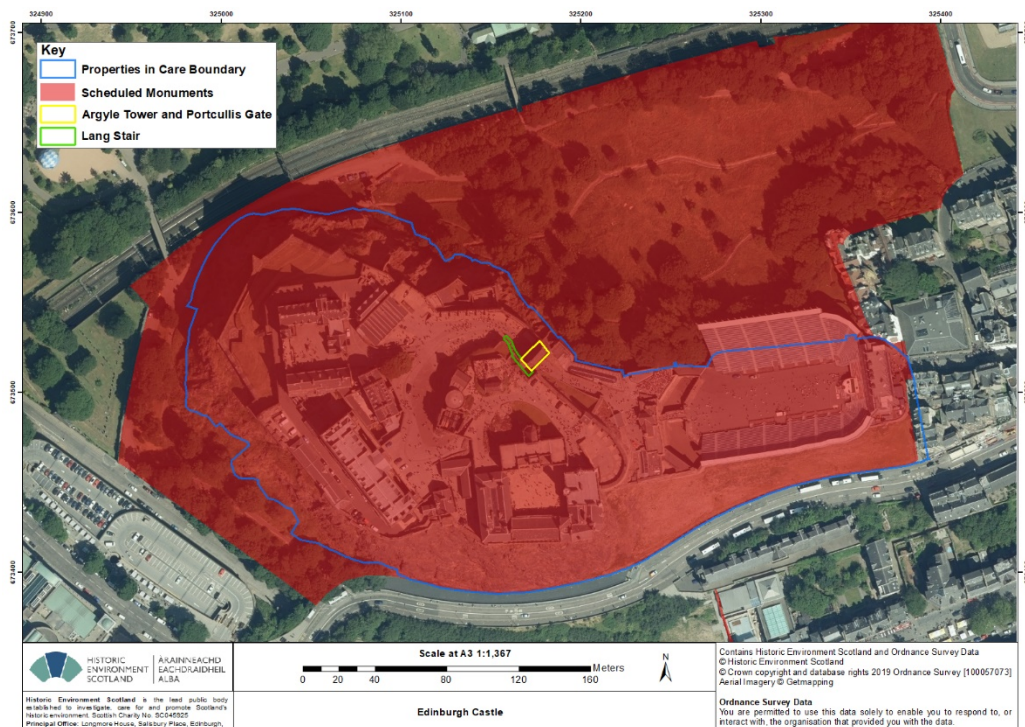 324900
325000
325100
325200
325300
325400
673700
673600
673500
673400
Key
Properties in Care Boundary
Scheduled Monuments
Argyle Tower and Portcullis Gate
Lang Stair
HISTORIC ENVIRONMENT SCOTLAND
ÀRAINNEACHD EACHDRAIDHEIL ALBA
Historic Environment Scotland is the lead public body
established to investigate, care for and promote Scotland's
historic environment. Scottish Charity No. SC045925
Principal Office: Longmore House, Salisbury Place, Edinburgh,
Scale at A3 1:1,367
0 20 40 80 120 160 Meters
N
Edinburgh Castle
Contains Historic Environment Scotland and Ordnance Survey Data
© Historic Environment Scotland
© Crown copyright and database rights 2019 Ordnance Survey [100057073]
Aerial Imagery © Getmapping
Ordnance Survey Data
You are permitted to use this data solely to enable you to respond to, or
interact with, the organisation that provided you with the data.